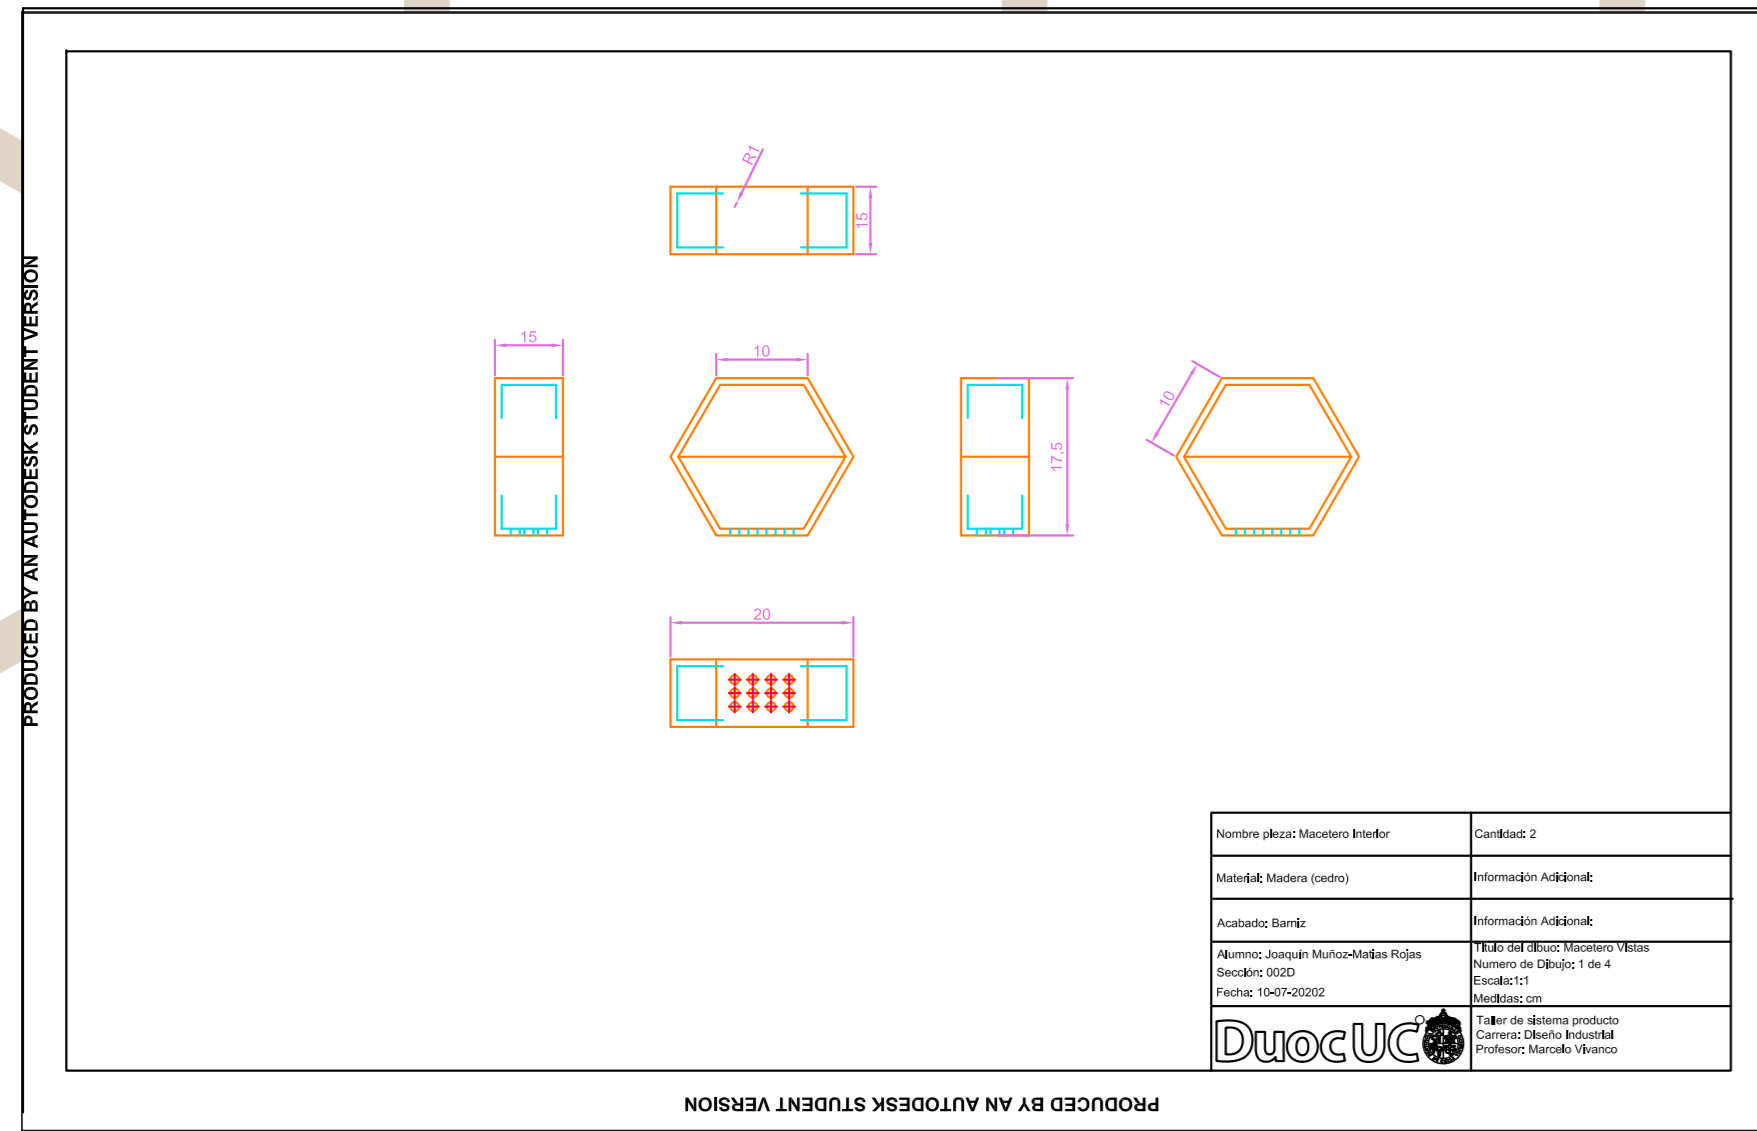 PRODUCED BY AN AUTODESK STUDENT VERSION
R1
15
15
10
17,5
10
20
Nombre pieza: Macetero Interior
Cantidad: 2
Material: Madera (cedro)
Información Adicional:
Acabado: Barniz
Información Adicional:
Alumno: Joaquín Muñoz-Matias Rojas
Sección: 002D
Fecha: 10-07-20202
Titulo del dibuo: Macetero Vistas
Numero de Dibujo: 1 de 4
Escala:1:1
Medidas: cm
DuocUC
Taller de sistema producto
Carrera: Diseño Industrial
Profesor: Marcelo Vivanco
PRODUCED BY AN AUTODESK STUDENT VERSION